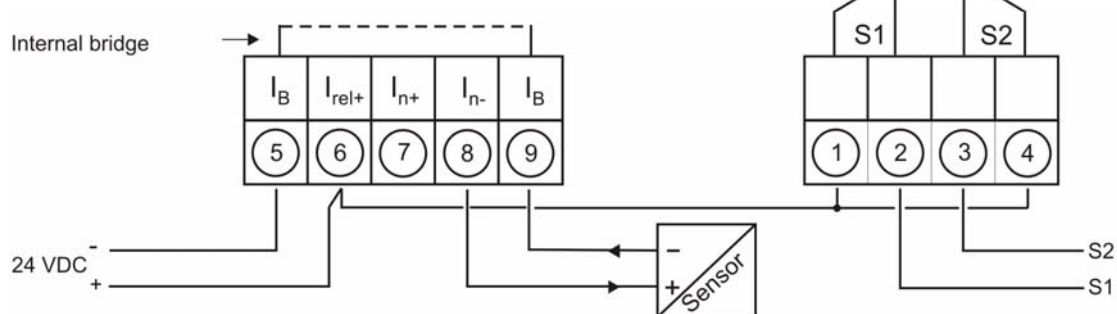 S1 S2
Internal bridge
I_B I_rel+ I_n+ I_n- I_B
5 6 7 8 9 1 2 3 4
-
24 VDC
+
- Sensor
+
S2
S1